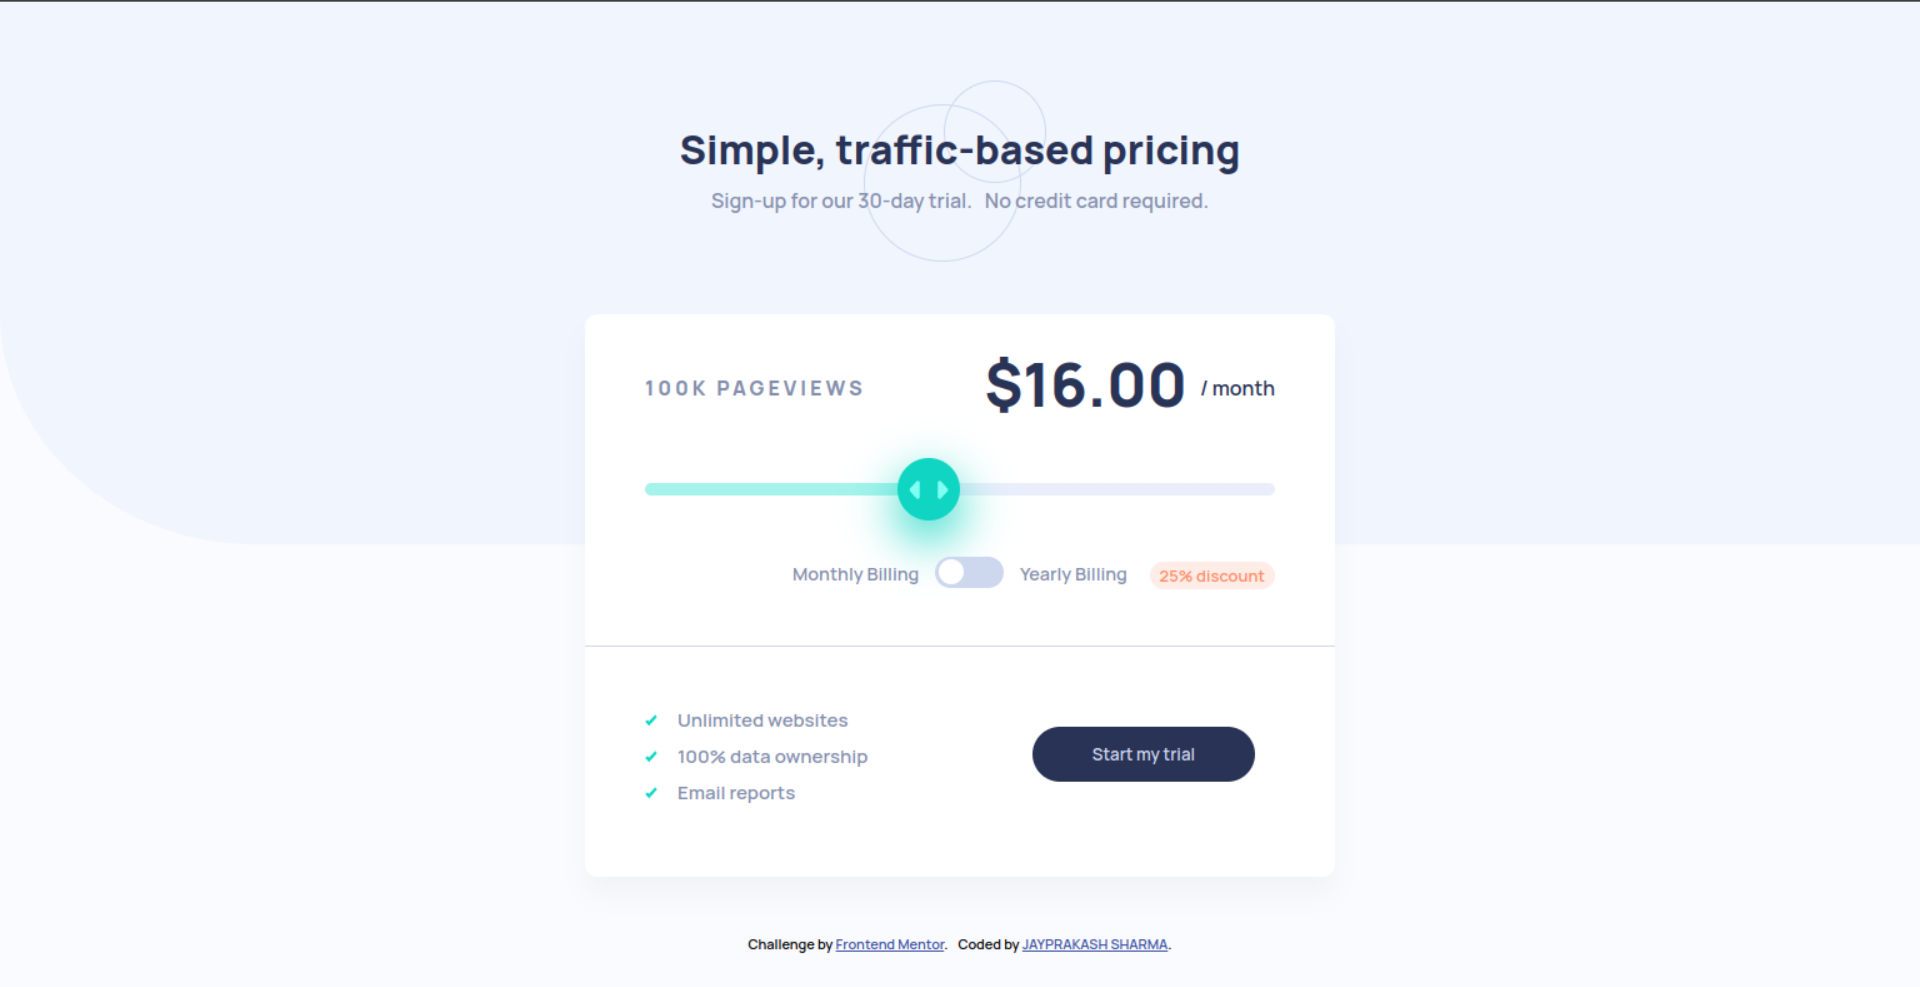 Simple, traffic-based pricing
Sign-up for our 30-day trial. No credit card required.
100K PAGEVIEWS
$16.00 / month
Monthly Billing
Yearly Billing
25% discount
Unlimited websites
100% data ownership
Email reports
Start my trial
Challenge by Frontend Mentor. Coded by JAYPRAKASH SHARMA.